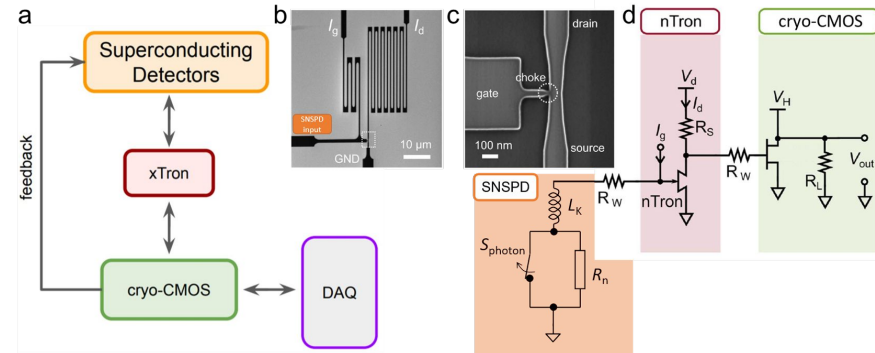 a
Superconducting
Detectors
feedback
xTron
cryo-CMOS
DAQ
b
Ig
Id
SNSPD
input
GND
10 μm
c
drain
choke
gate
100 nm
source
d
nTron
cryo-CMOS
Vd
Id
RS
Ig
VH
RW
nTron
RW
RL
Vout
SNSPD
LK
Sphoton
Rn